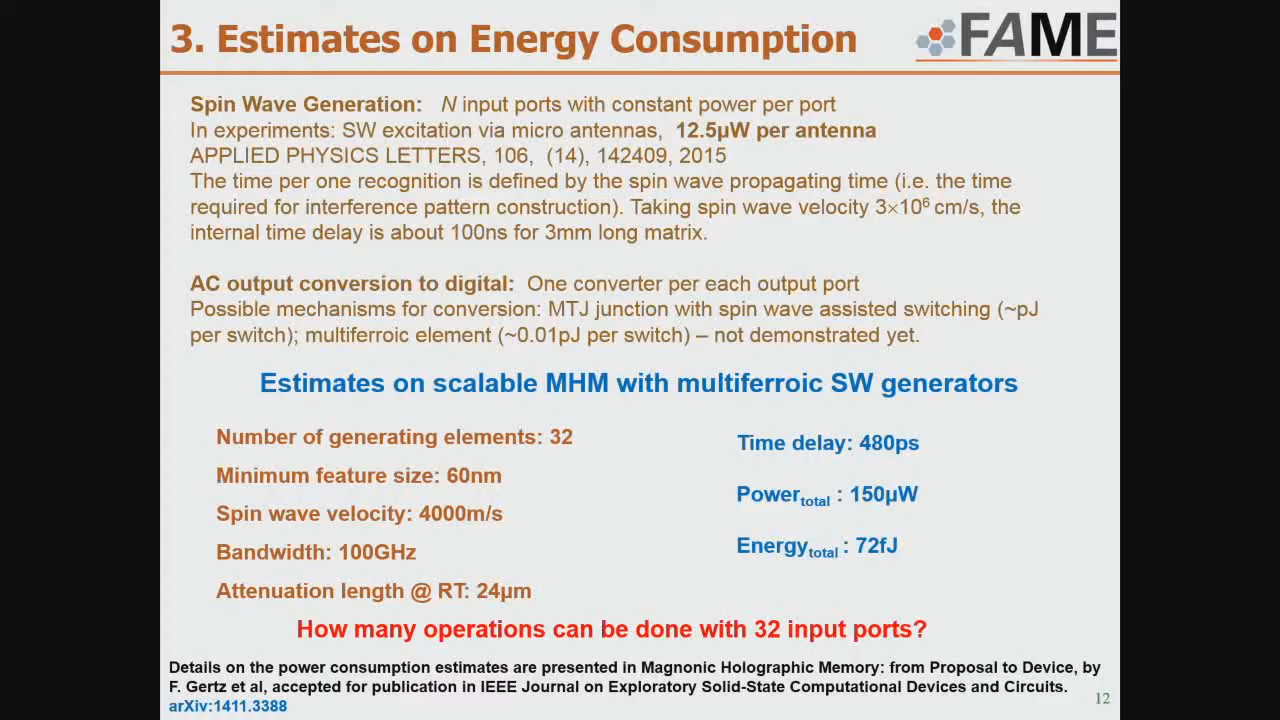 3. Estimates on Energy Consumption
FAME
Spin Wave Generation: N input ports with constant power per port
In experiments: SW excitation via micro antennas, 12.5µW per antenna
APPLIED PHYSICS LETTERS, 106, (14), 142409, 2015
The time per one recognition is defined by the spin wave propagating time (i.e. the time
required for interference pattern construction). Taking spin wave velocity 3×10⁶ cm/s, the
internal time delay is about 100ns for 3mm long matrix.
AC output conversion to digital: One converter per each output port
Possible mechanisms for conversion: MTJ junction with spin wave assisted switching (~pJ
per switch); multiferroic element (~0.01pJ per switch) – not demonstrated yet.
Estimates on scalable MHM with multiferroic SW generators
Number of generating elements: 32
Minimum feature size: 60nm
Spin wave velocity: 4000m/s
Bandwidth: 100GHz
Attenuation length @ RT: 24µm
Time delay: 480ps
Power total : 150µW
Energy total : 72fJ
How many operations can be done with 32 input ports?
Details on the power consumption estimates are presented in Magnonic Holographic Memory: from Proposal to Device, by
F. Gertz et al, accepted for publication in IEEE Journal on Exploratory Solid-State Computational Devices and Circuits.
arXiv:1411.3388
12